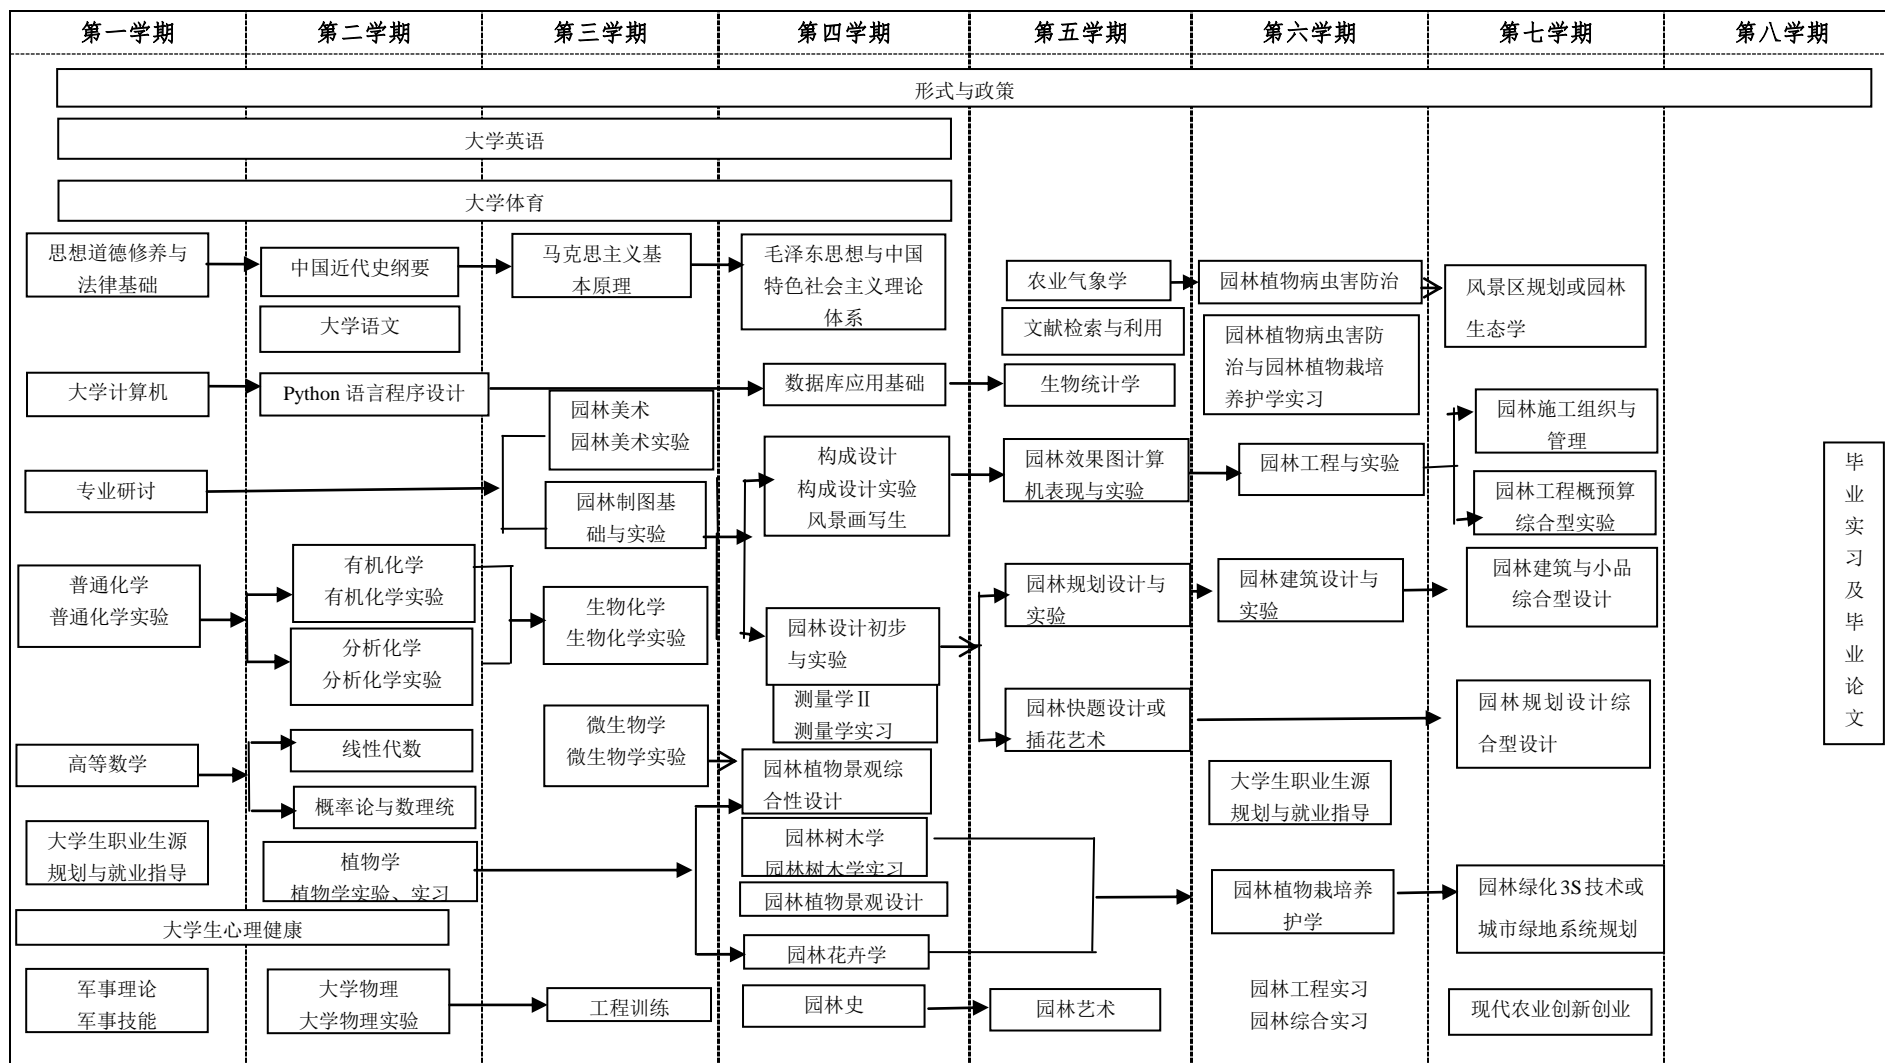 第一学期
第二学期
第三学期
第四学期
第五学期
第六学期
第七学期
第八学期
形式与政策
大学英语
大学体育
思想道德修养与
法律基础
中国近代史纲要
马克思主义基
本原理
毛泽东思想与中国
特色社会主义理论
体系
农业气象学
园林植物病虫害防治
风景区规划或园林
生态学
大学语文
文献检索与利用
园林植物病虫害防
治与园林植物栽培
养护学实习
大学计算机
Python 语言程序设计
数据库应用基础
生物统计学
园林美术
园林美术实验
园林施工组织与
管理
专业研讨
园林制图基
础与实验
构成设计
构成设计实验
风景画写生
园林效果图计算
机表现与实验
园林工程与实验
园林工程概预算
综合型实验
普通化学
普通化学实验
有机化学
有机化学实验
分析化学
分析化学实验
生物化学
生物化学实验
园林设计初步
与实验
园林规划设计与
实验
园林建筑设计与
实验
园林建筑与小品
综合型设计
测量学Ⅱ
测量学实习
园林快题设计或
插花艺术
园林规划设计综
合型设计
高等数学
线性代数
概率论与数理统
微生物学
微生物学实验
园林植物景观综
合性设计
大学生职业生源
规划与就业指导
大学生职业生源
规划与就业指导
植物学
植物学实验、实习
园林树木学
园林树木学实习
园林植物景观设计
园林花卉学
园林植物栽培养
护学
园林绿化3S技术或
城市绿地系统规划
大学生心理健康
军事理论
军事技能
大学物理
大学物理实验
工程训练
园林史
园林艺术
园林工程实习
园林综合实习
现代农业创新创业
毕
业
实
习
及
毕
业
论
文